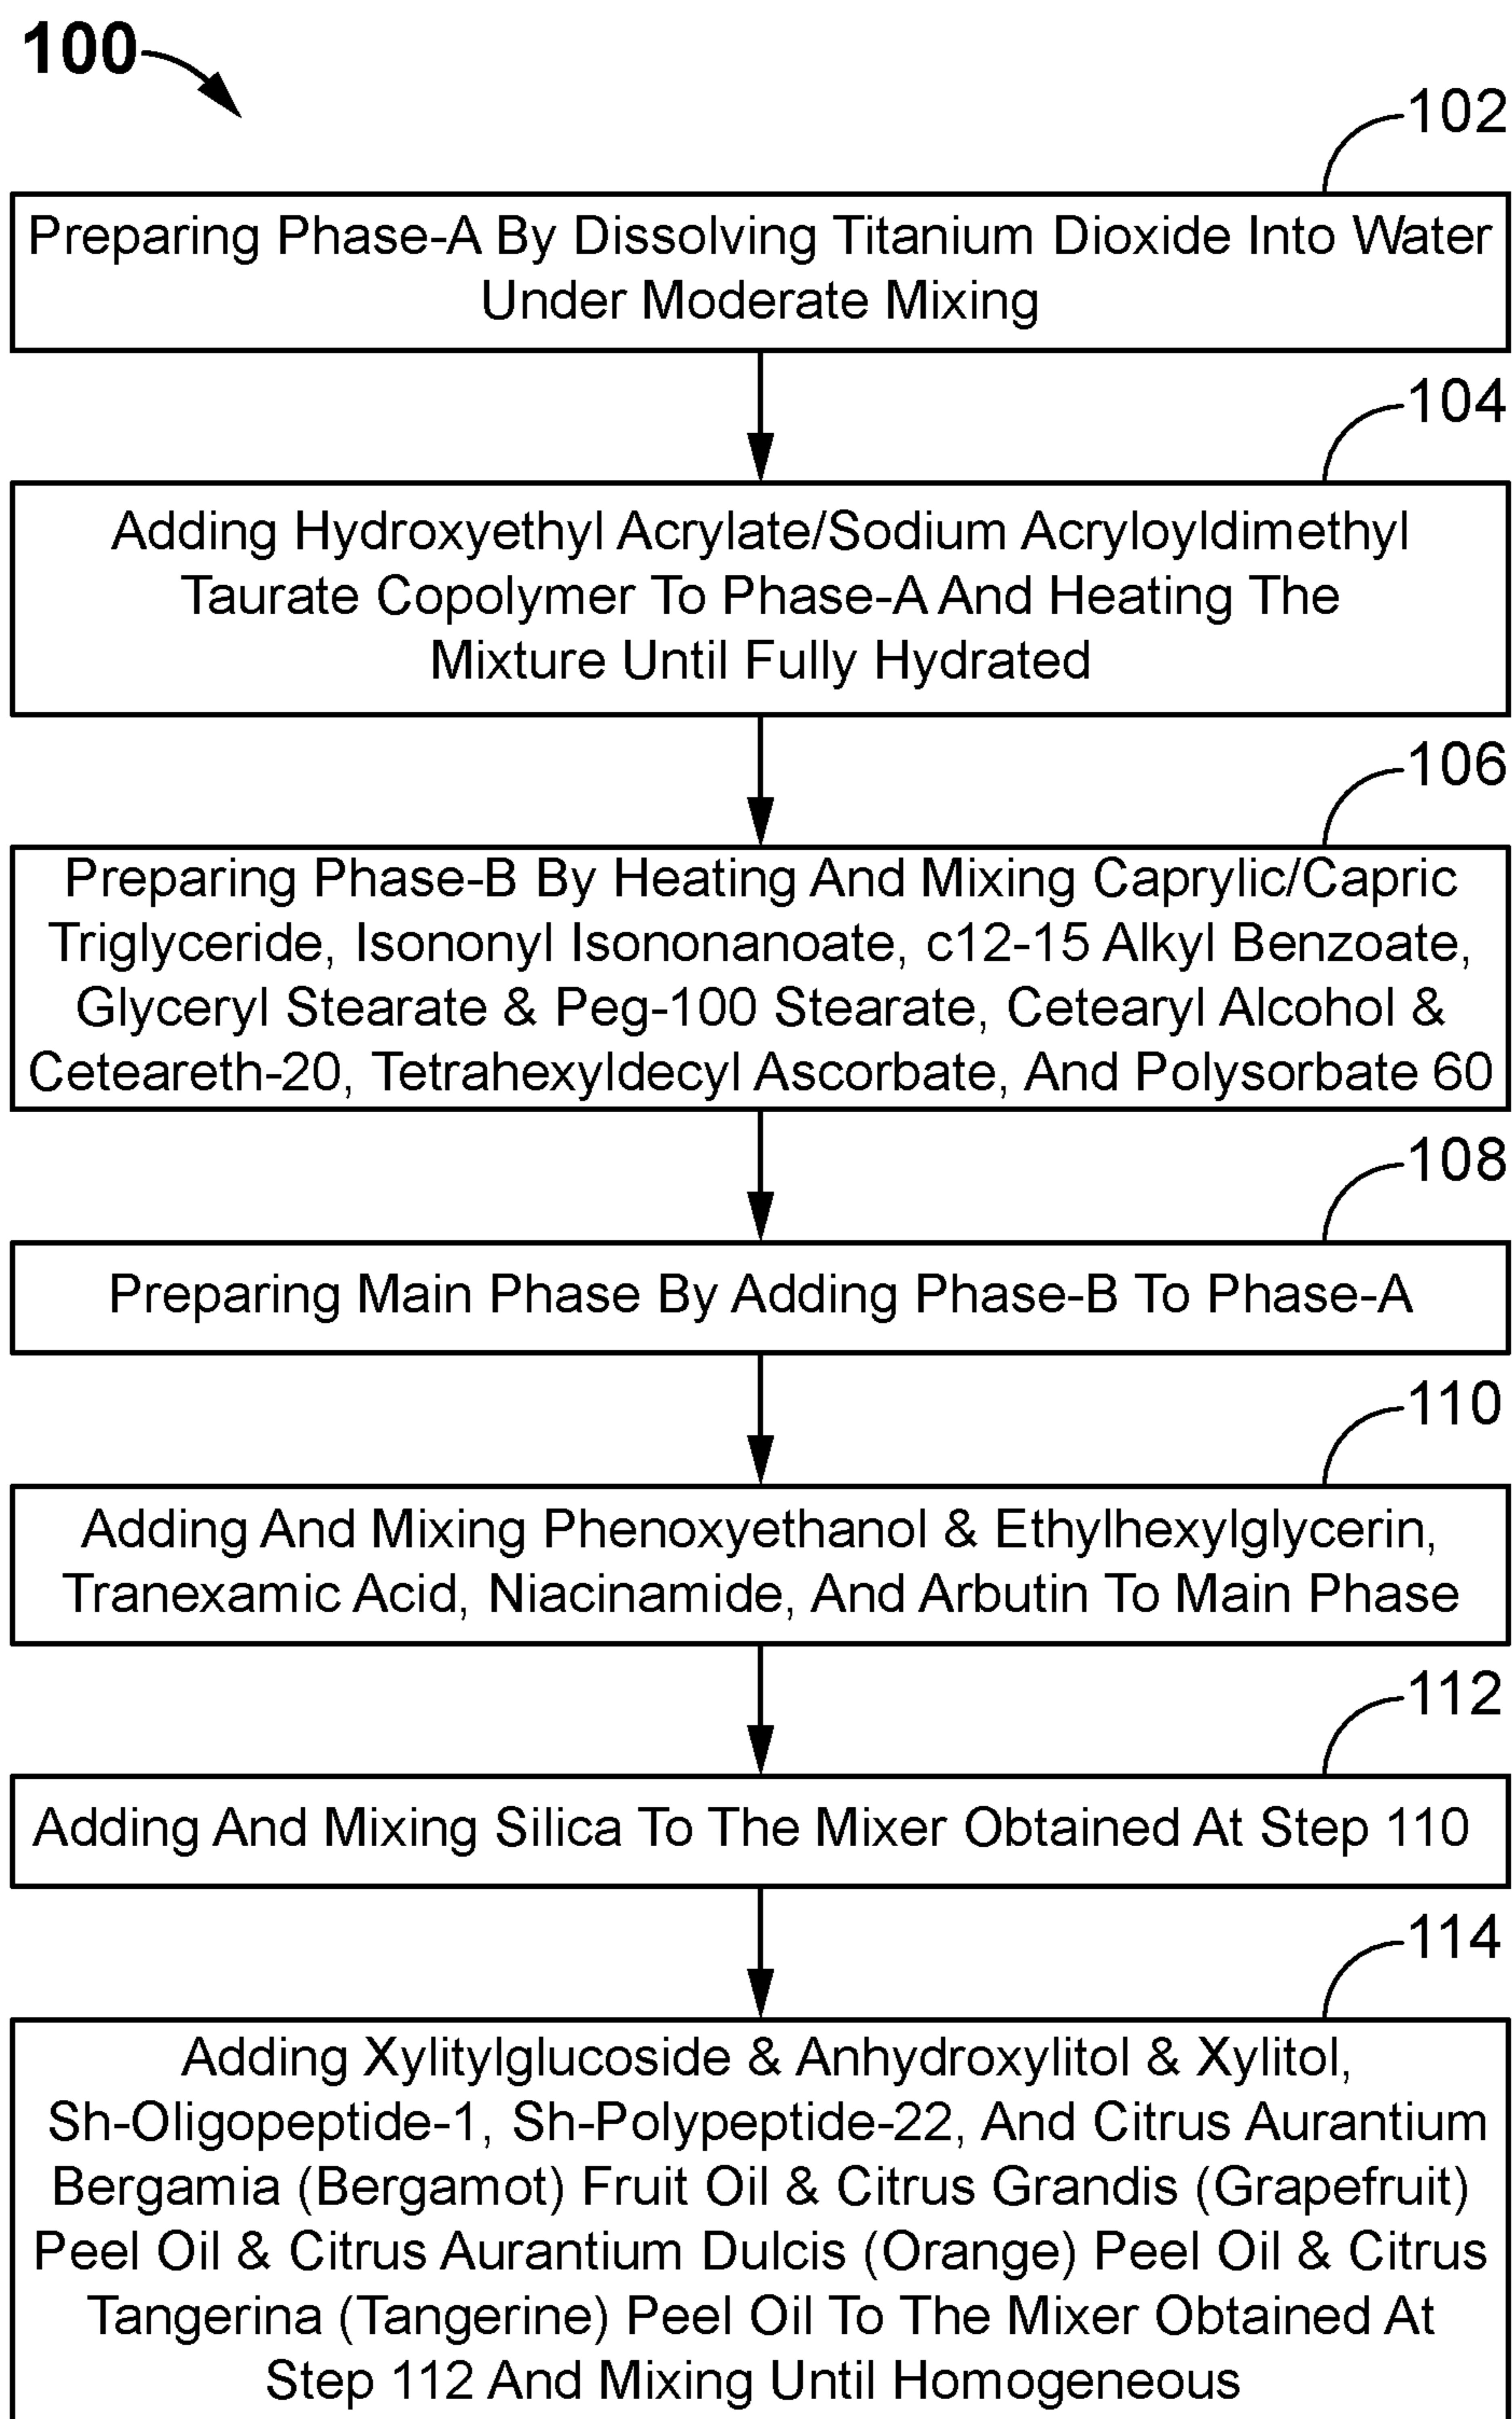 100
102
Preparing Phase-A By Dissolving Titanium Dioxide Into Water
Under Moderate Mixing
104
Adding Hydroxyethyl Acrylate/Sodium Acryloyldimethyl
Taurate Copolymer To Phase-A And Heating The
Mixture Until Fully Hydrated
106
Preparing Phase-B By Heating And Mixing Caprylic/Capric
Triglyceride, Isononyl Isononanoate, c12-15 Alkyl Benzoate,
Glyceryl Stearate & Peg-100 Stearate, Cetearyl Alcohol &
Ceteareth-20, Tetrahexyldecyl Ascorbate, And Polysorbate 60
108
Preparing Main Phase By Adding Phase-B To Phase-A
110
Adding And Mixing Phenoxyethanol & Ethylhexylglycerin,
Tranexamic Acid, Niacinamide, And Arbutin To Main Phase
112
Adding And Mixing Silica To The Mixer Obtained At Step 110
114
Adding Xylitylglucoside & Anhydroxylitol & Xylitol,
Sh-Oligopeptide-1, Sh-Polypeptide-22, And Citrus Aurantium
Bergamia (Bergamot) Fruit Oil & Citrus Grandis (Grapefruit)
Peel Oil & Citrus Aurantium Dulcis (Orange) Peel Oil & Citrus
Tangerina (Tangerine) Peel Oil To The Mixer Obtained At
Step 112 And Mixing Until Homogeneous